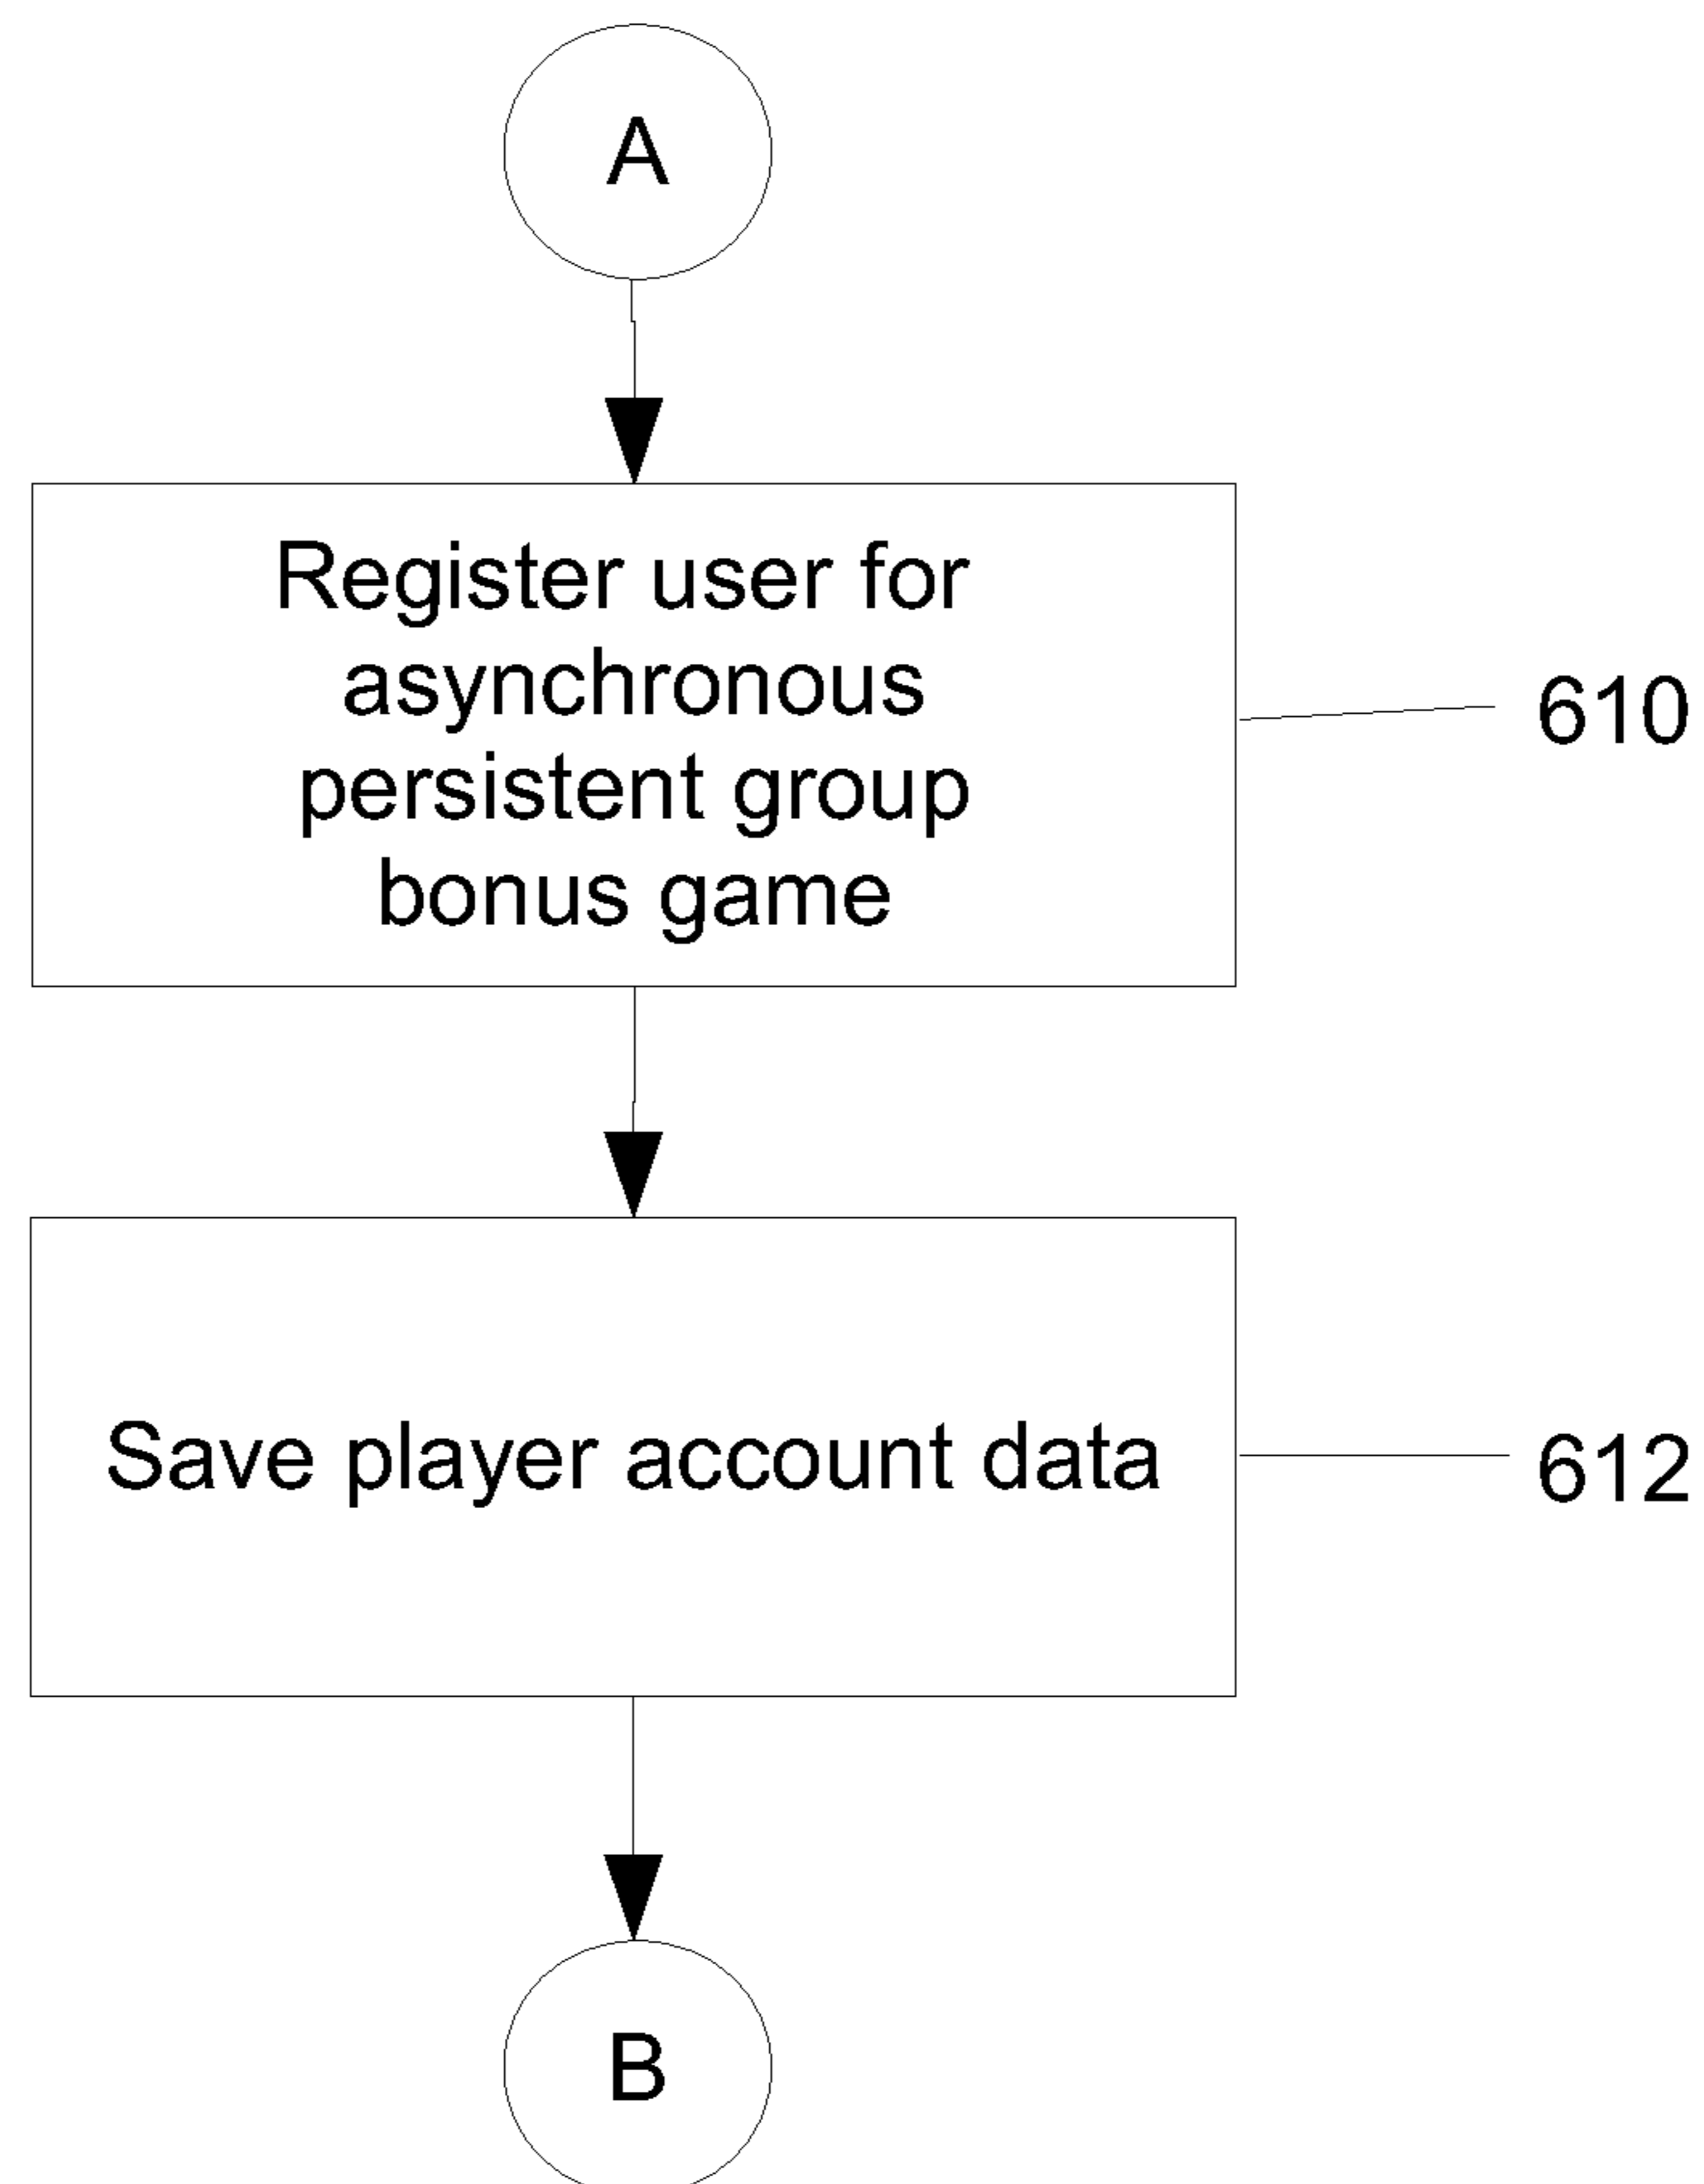 A
Register user for
asynchronous
persistent group
bonus game
610
Save player account data
612
B